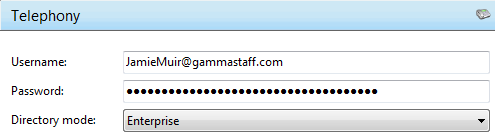 Telephony
Username: JamieMuir@gammastaff.com
Password: ●●●●●●●●●●●●●●●●●●●●●●●●●●●●●●●●●●●●
Directory mode: Enterprise